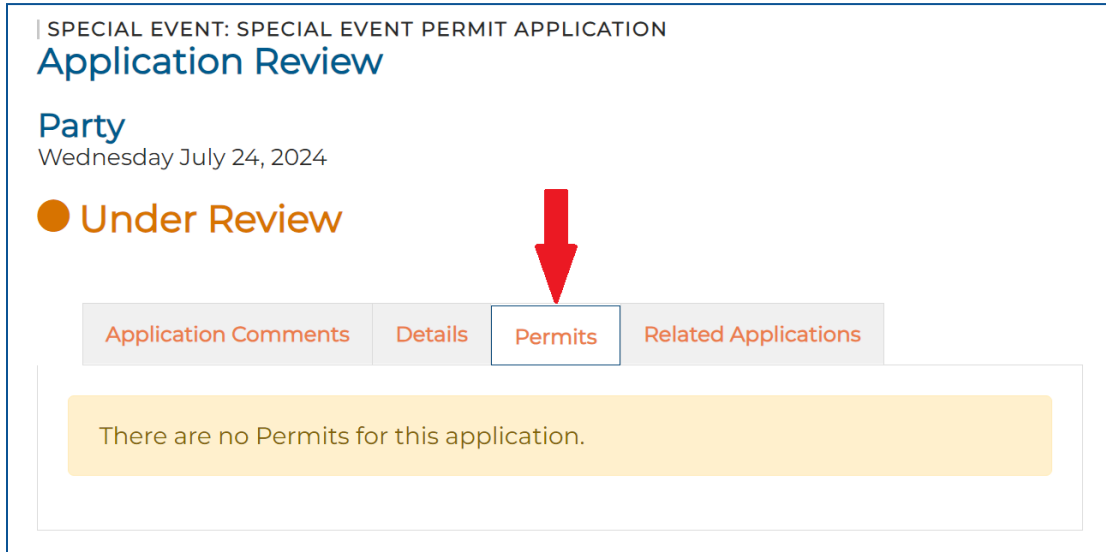 SPECIAL EVENT: SPECIAL EVENT PERMIT APPLICATION
Application Review
Party
Wednesday July 24, 2024
Under Review
Application Comments Details Permits Related Applications
There are no Permits for this application.